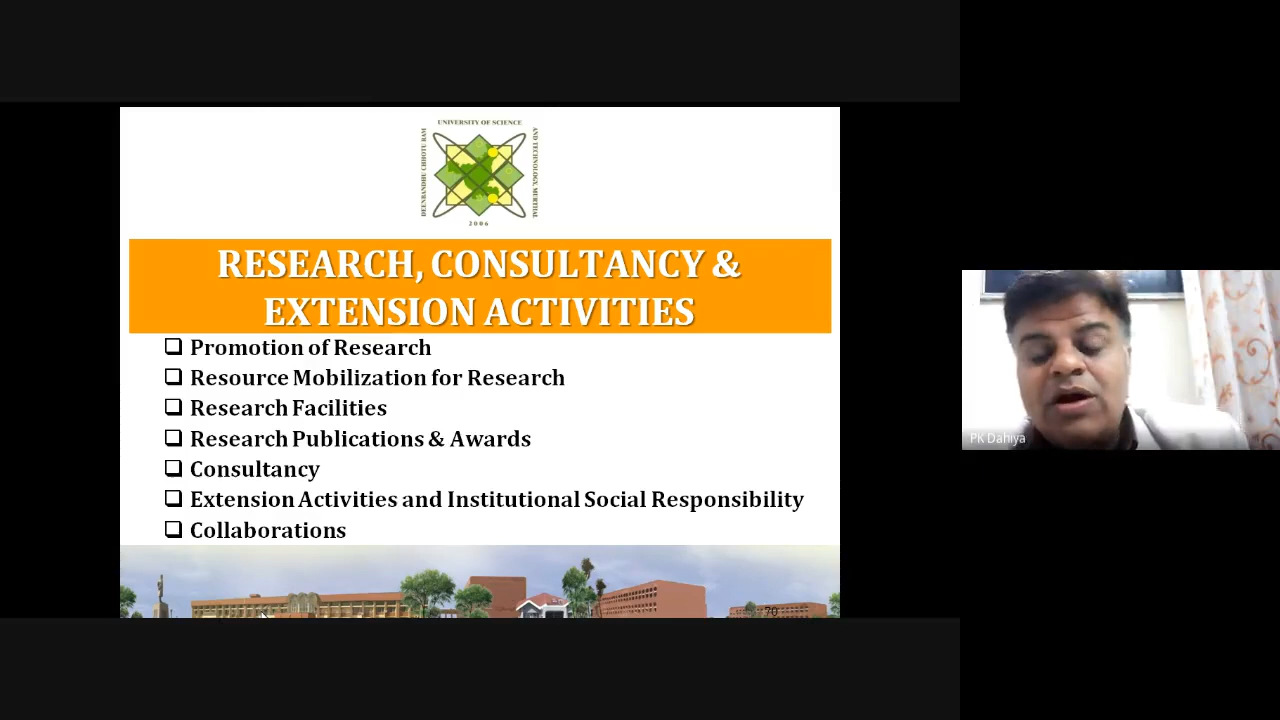 UNIVERSITY OF SCIENCE
DEENBANDHU CHHOTU RAM
AND TECHNOLOGY, MURTHAL
2006
RESEARCH, CONSULTANCY &
EXTENSION ACTIVITIES
❑ Promotion of Research
❑ Resource Mobilization for Research
❑ Research Facilities
❑ Research Publications & Awards
❑ Consultancy
❑ Extension Activities and Institutional Social Responsibility
❑ Collaborations
70
PK Dahiya